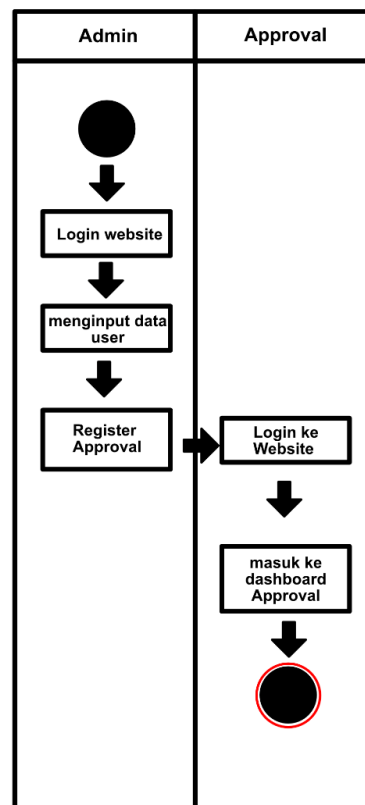 Admin
Approval
Login website
menginput data
user
Register
Approval
Login ke
Website
masuk ke
dashboard
Approval